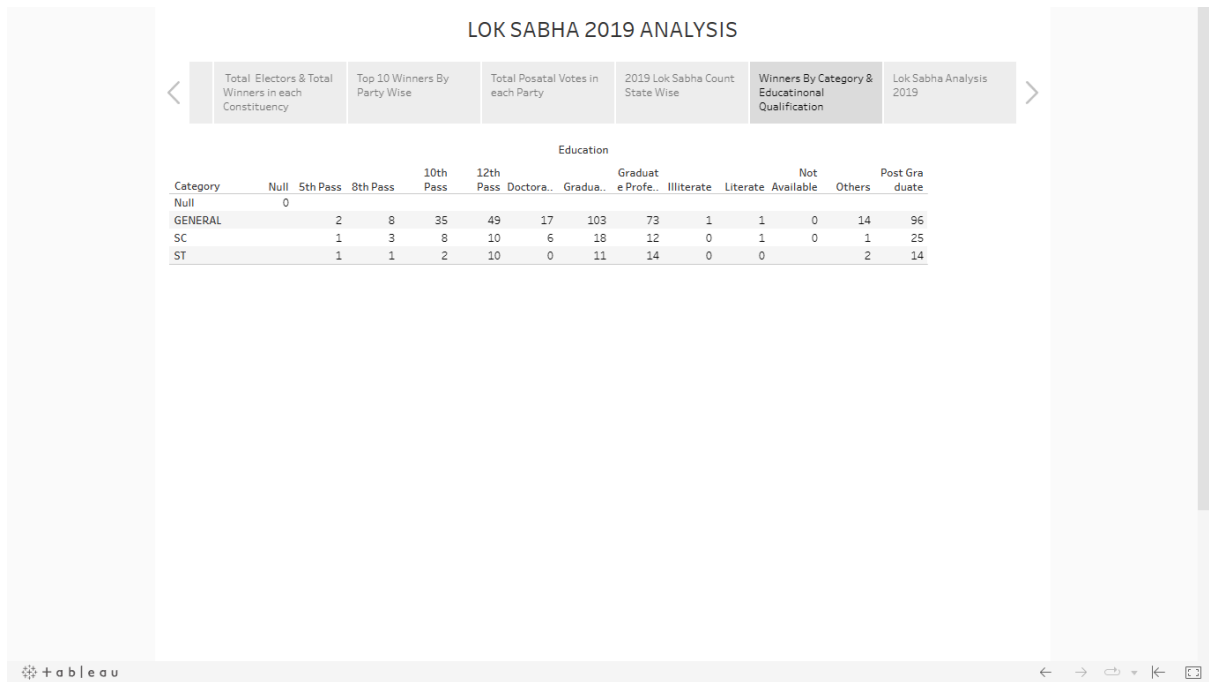 LOK SABHA 2019 ANALYSIS
Total Electors & Total
Winners in each
Constituency
Top 10 Winners By
Party Wise
Total Posatal Votes in
each Party
2019 Lok Sabha Count
State Wise
Winners By Category &
Educatinonal
Qualification
Lok Sabha Analysis
2019
Education
Category Null 5th Pass 8th Pass 10th Pass 12th Pass Doctora.. Gradua.. Graduat e Profe.. Illiterate Literate Not Available Others Post Gra duate
Null 0
GENERAL 2 8 35 49 17 103 73 1 1 0 14 96
SC 1 3 8 10 6 18 12 0 1 0 1 25
ST 1 1 2 10 0 11 14 0 0 2 14
+ a b l e a u